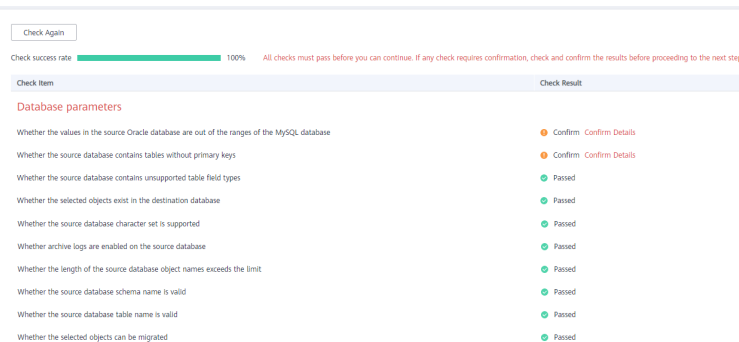 Check Again
Check success rate 100% All checks must pass before you can continue. If any check requires confirmation, check and confirm the results before proceeding to the next step
Check Item Check Result
Database parameters
Whether the values in the source Oracle database are out of the ranges of the MySQL database Confirm Confirm Details
Whether the source database contains tables without primary keys Confirm Confirm Details
Whether the source database contains unsupported table field types Passed
Whether the selected objects exist in the destination database Passed
Whether the source database character set is supported Passed
Whether archive logs are enabled on the source database Passed
Whether the length of the source database object names exceeds the limit Passed
Whether the source database schema name is valid Passed
Whether the source database table name is valid Passed
Whether the selected objects can be migrated Passed